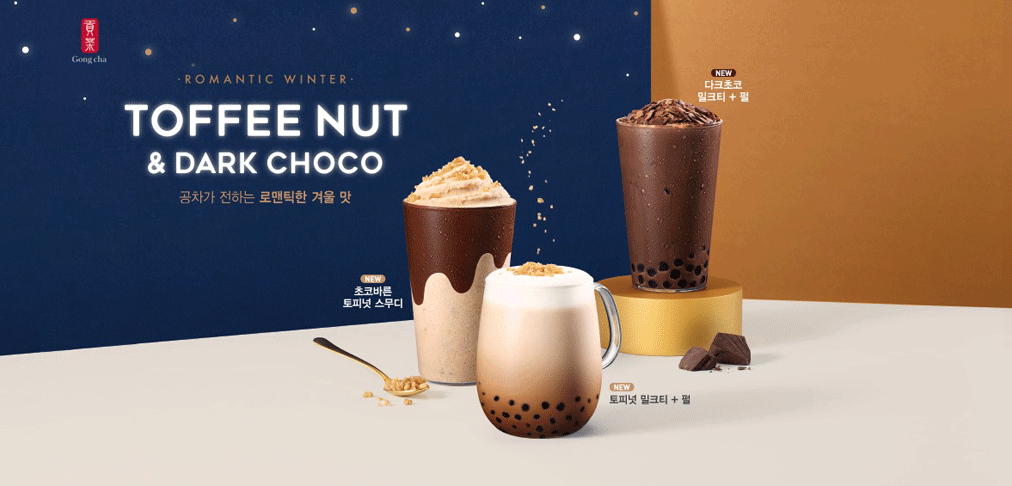 貢茶
Gong cha
·ROMANTIC WINTER·
TOFFEE NUT
& DARK CHOCO
공차가 전하는 로맨틱한 겨울 맛
NEW
다크초코
밀크티 + 펄
NEW
초코바른
토피넛 스무디
NEW
토피넛 밀크티 + 펄